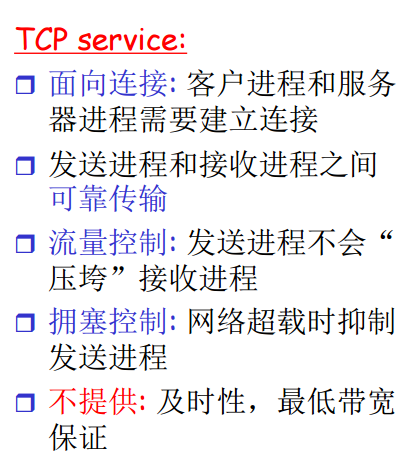 TCP service:
面向连接: 客户进程和服务
器进程需要建立连接
发送进程和接收进程之间
可靠传输
流量控制: 发送进程不会“
压垮”接收进程
拥塞控制: 网络超载时抑制
发送进程
不提供: 及时性，最低带宽
保证